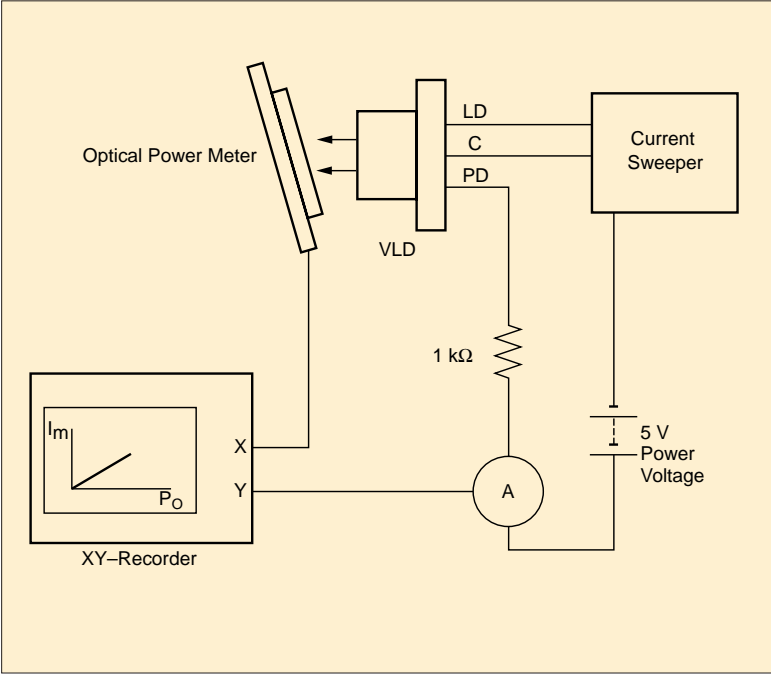 LD
C
PD
Current
Sweeper
Optical Power Meter
VLD
1 kΩ
5 V
Power
Voltage
Im
PO
X
Y
A
XY–Recorder